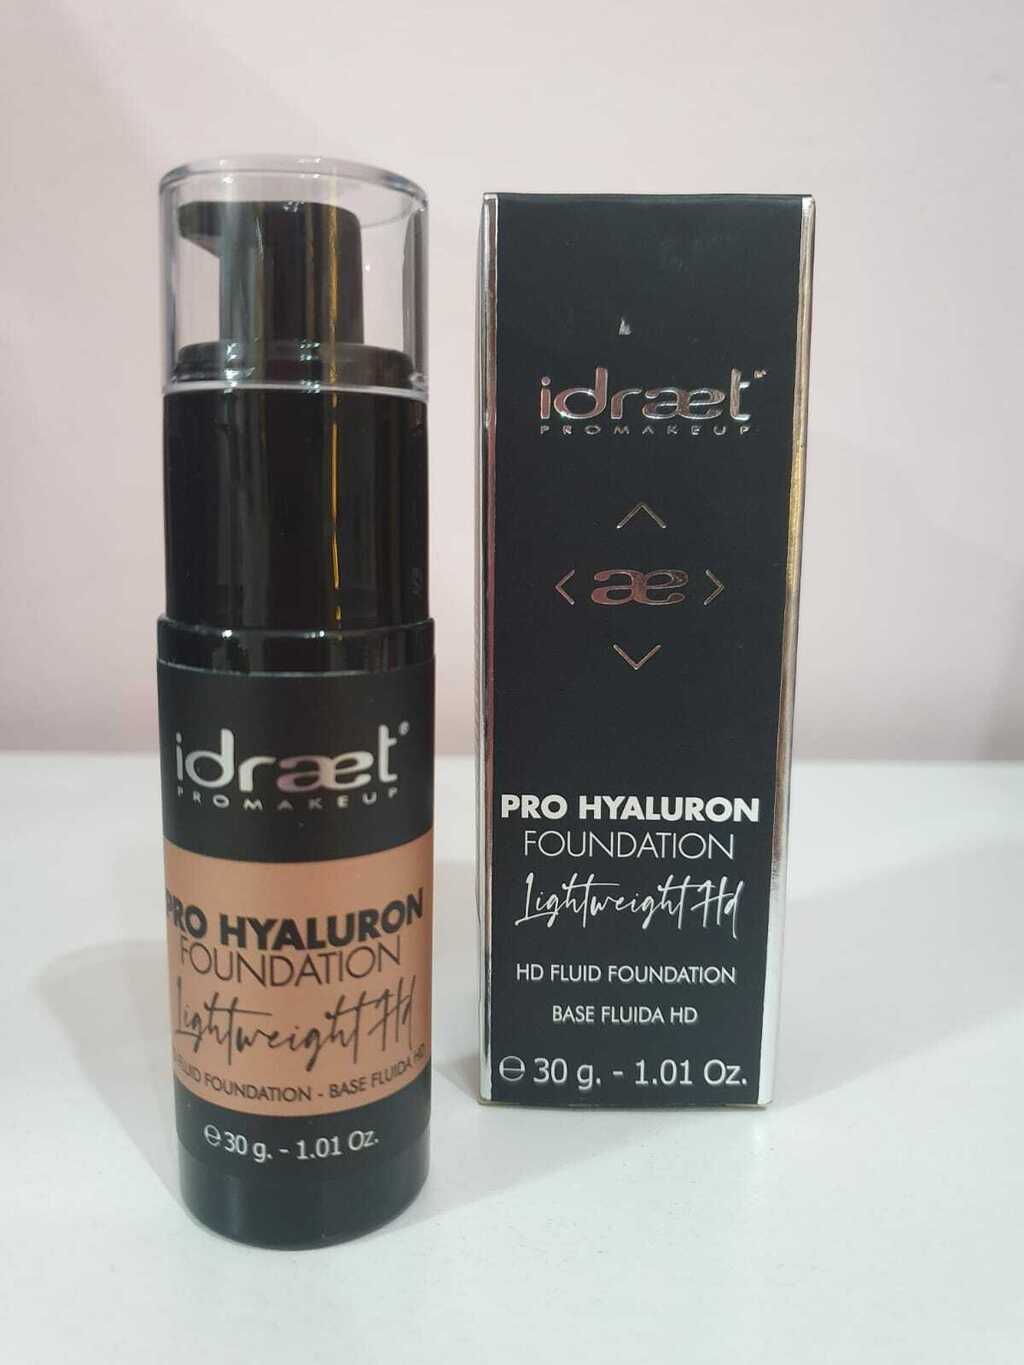 idraet®
PROMAKEUP
PRO HYALURON
FOUNDATION
Lightweight Hd
FLUID FOUNDATION - BASE FLUIDA HD
℮ 30 g. - 1.01 Oz.
idraet™
PROMAKEUP
æ
PRO HYALURON
FOUNDATION
Lightweight Hd
HD FLUID FOUNDATION
BASE FLUIDA HD
℮ 30 g. - 1.01 Oz.